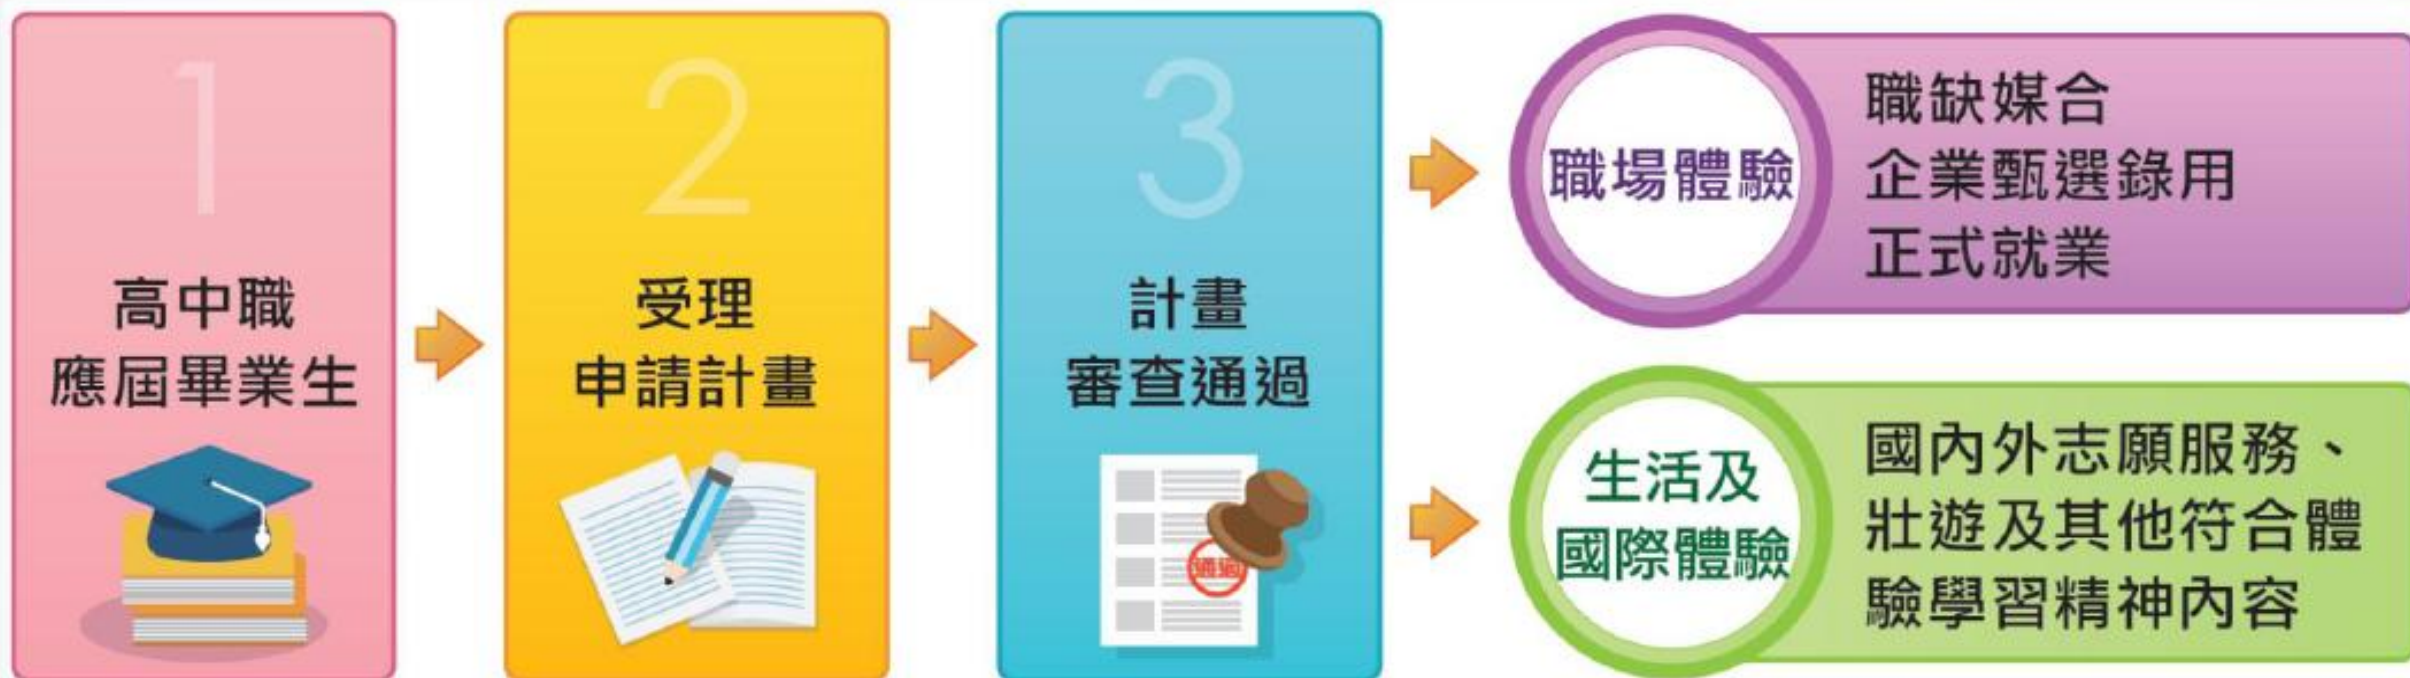 1
高中職
應屆畢業生
2
受理
申請計畫
3
計畫
審查通過
通過
職場體驗
職缺媒合
企業甄選錄用
正式就業
生活及
國際體驗
國內外志願服務、
壯遊及其他符合體
驗學習精神內容